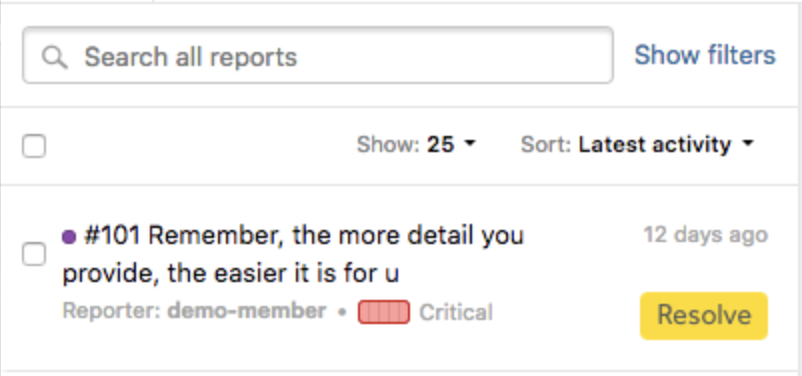 Search all reports
Show filters
Show: 25
Sort: Latest activity
#101 Remember, the more detail you
provide, the easier it is for u
12 days ago
Reporter: demo-member • Critical
Resolve